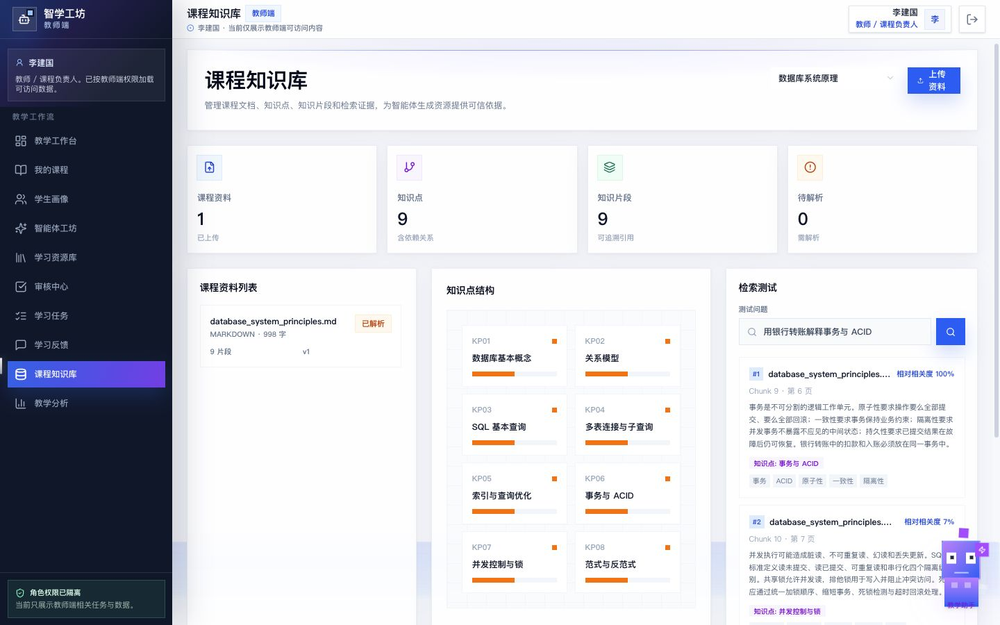 智学工坊
教师端
李建国
教师 / 课程负责人。已按教师端权限加载
可访问数据。
教学工作流
教学工作台
我的课程
学生画像
智能体工坊
学习资源库
审核中心
学习任务
学习反馈
课程知识库
教学分析
角色权限已隔离
当前只展示教师端相关任务与数据。
课程知识库
教师端
李建国 · 当前仅展示教师端可访问内容
李建国
教师 / 课程负责人
李
课程知识库
管理课程文档、知识点、知识片段和检索证据，为智能体生成资源提供可信依据。
数据库系统原理
上传
资料
课程资料
1
已上传
知识点
9
含依赖关系
知识片段
9
可追溯引用
待解析
0
需解析
课程资料列表
database_system_principles.md
MARKDOWN · 998 字
已解析
9 片段
v1
知识点结构
KP01
数据库基本概念
KP02
关系模型
KP03
SQL 基本查询
KP04
多表连接与子查询
KP05
索引与查询优化
KP06
事务与 ACID
KP07
并发控制与锁
KP08
范式与反范式
检索测试
测试问题
用银行转账解释事务与 ACID
#1 database_system_principles.... 相对相关度 100%
Chunk 9 · 第 6 页
事务是不可分割的逻辑工作单元。原子性要求操作要么全部提
交、要么全部回滚；一致性要求事务保持业务约束；隔离性要求
并发事务不暴露不应见的中间状态；持久性要求已提交结果在故
障后仍可恢复。银行转账中的扣款和入账必须放在同一事务中。
知识点: 事务与 ACID
事务 ACID 原子性 一致性 隔离性
#2 database_system_principles.... 相对相关度 7%
Chunk 10 · 第 7 页
并发执行可能造成脏读、不可重复读、幻读和丢失更新。SQ
标准定义读未提交、读已提交、可重复读和串行化四个隔离
别。共享锁允许并发读，排他锁用于写入并阻止冲突访问。
应通过统一加锁顺序、缩短事务、死锁检测与超时回滚处理。
知识点: 并发控制与锁
教学助手